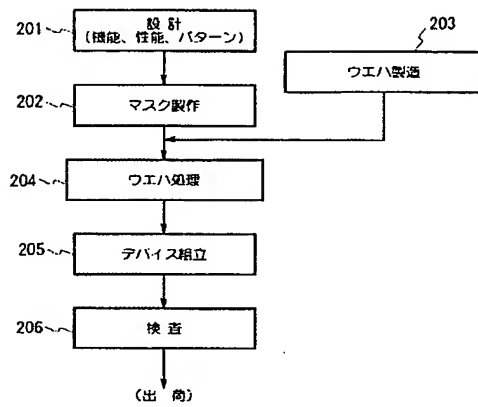 201
設 計
(機能、性能、パターン)
203
ウエハ製造
202
マスク製作
204
ウエハ処理
205
デバイス組立
206
検 査
(出 荷)